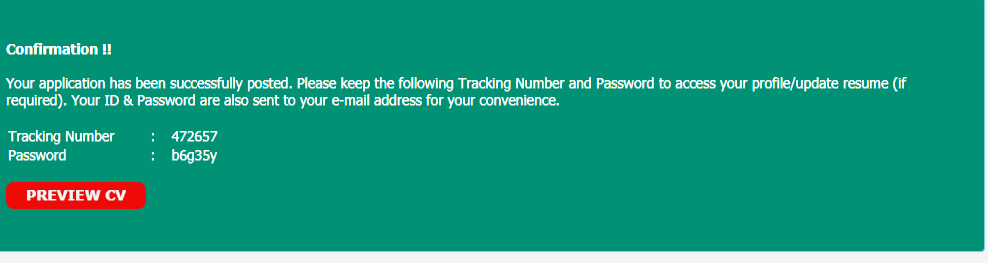 Confirmation !!
Your application has been successfully posted. Please keep the following Tracking Number and Password to access your profile/update resume (if
required). Your ID & Password are also sent to your e-mail address for your convenience.
Tracking Number : 472657
Password : b6g35y
PREVIEW CV